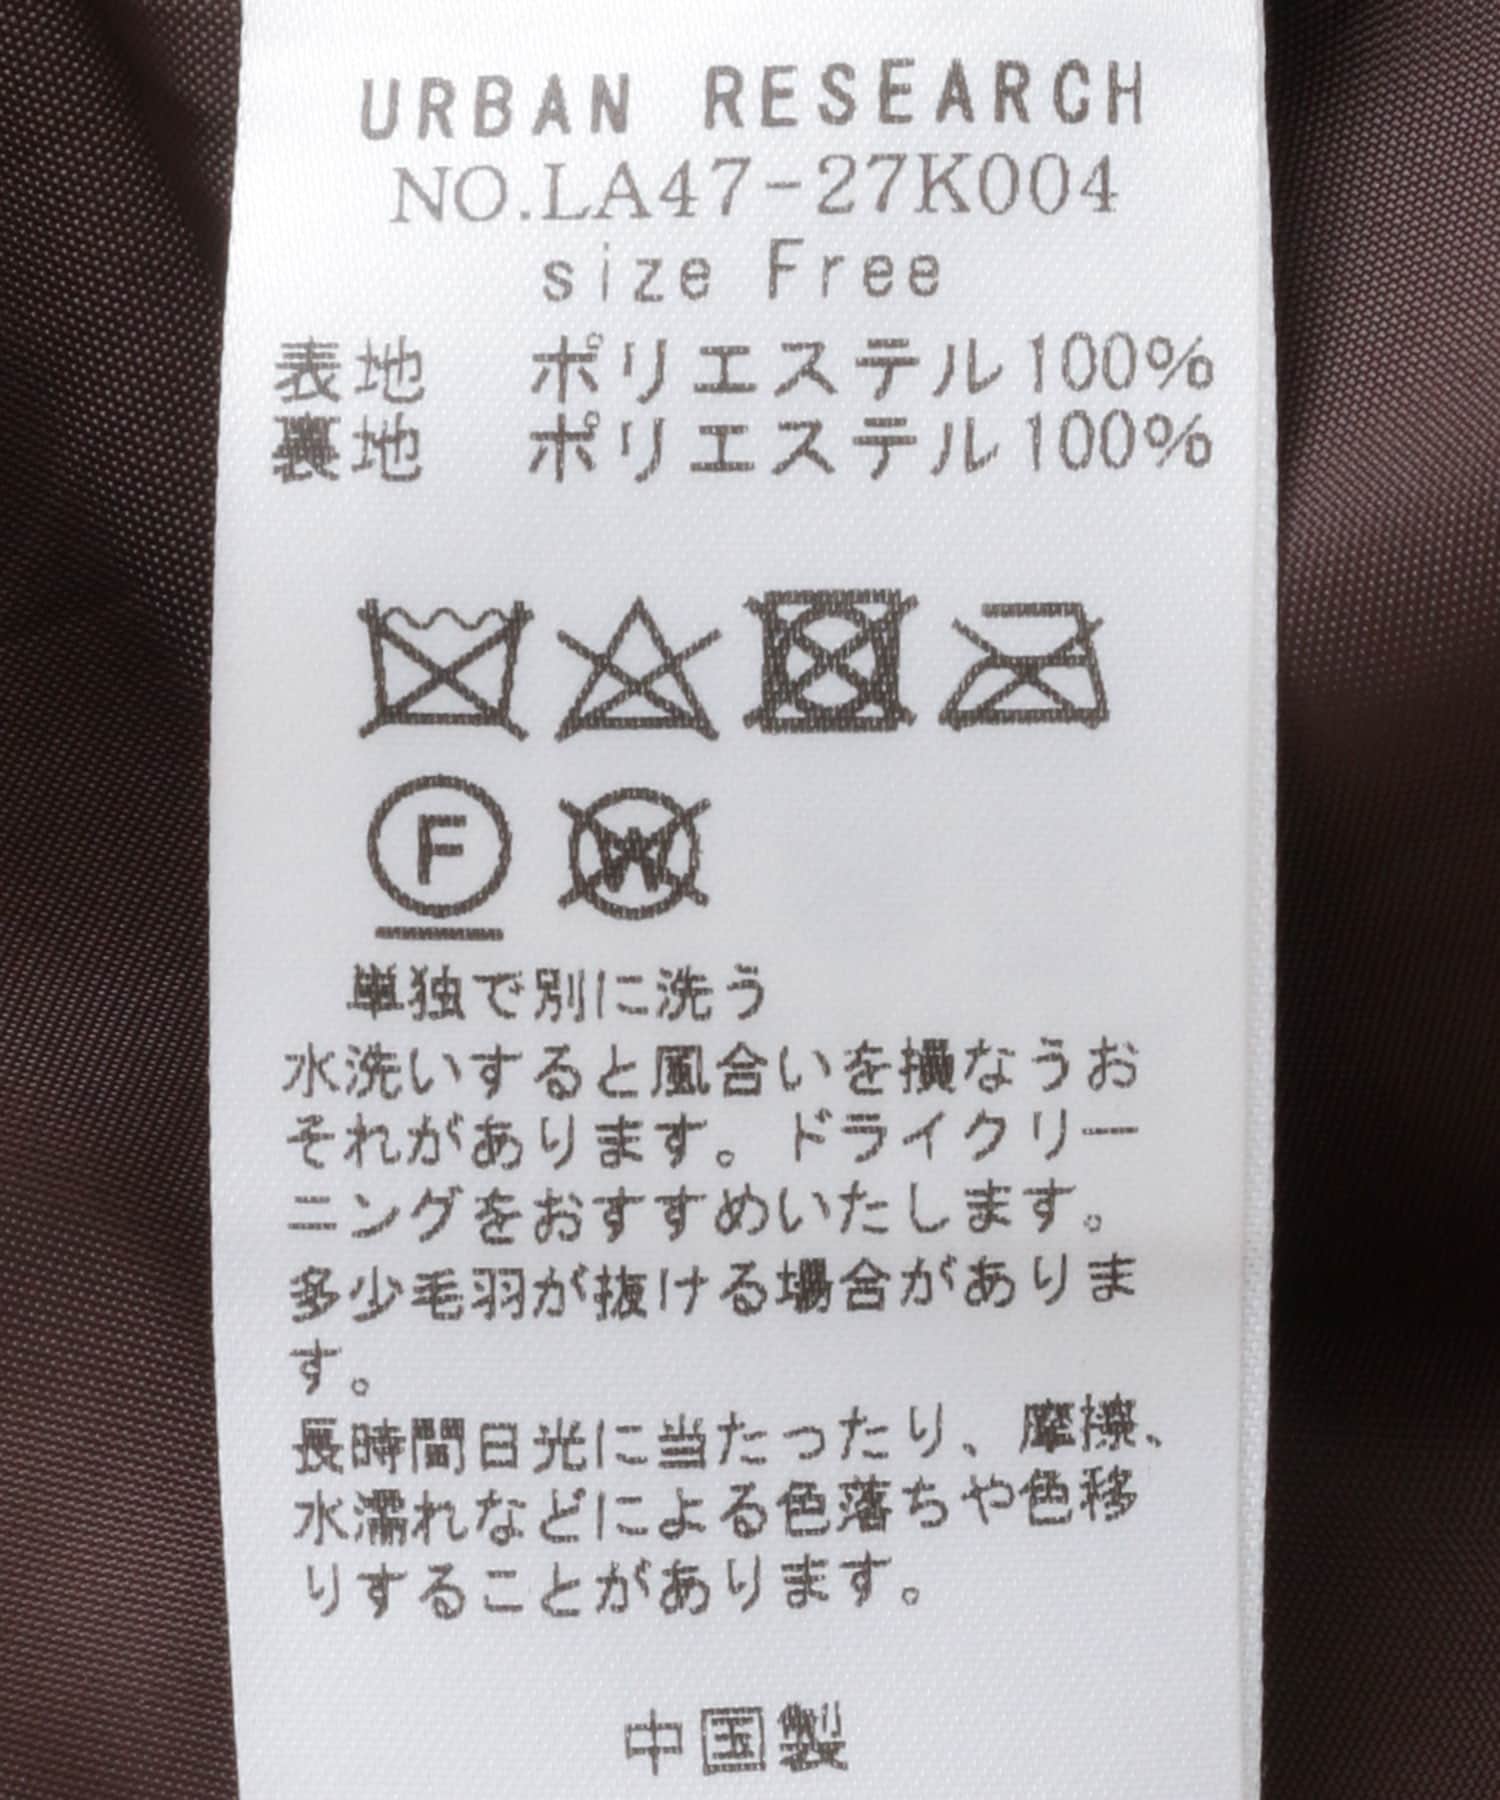 URBAN RESEARCH
NO.LA47-27K004
size Free
表地 ポリエステル100%
裏地 ポリエステル100%
F
W
単独で別に洗う
水洗いすると風合いを損なうお
それがあります。ドライクリー
ニングをおすすめいたします。
多少毛羽が抜ける場合がありま
す。
長時間日光に当たったり、摩擦、
水濡れなどによる色落ちや色移
りすることがあります。
中国製